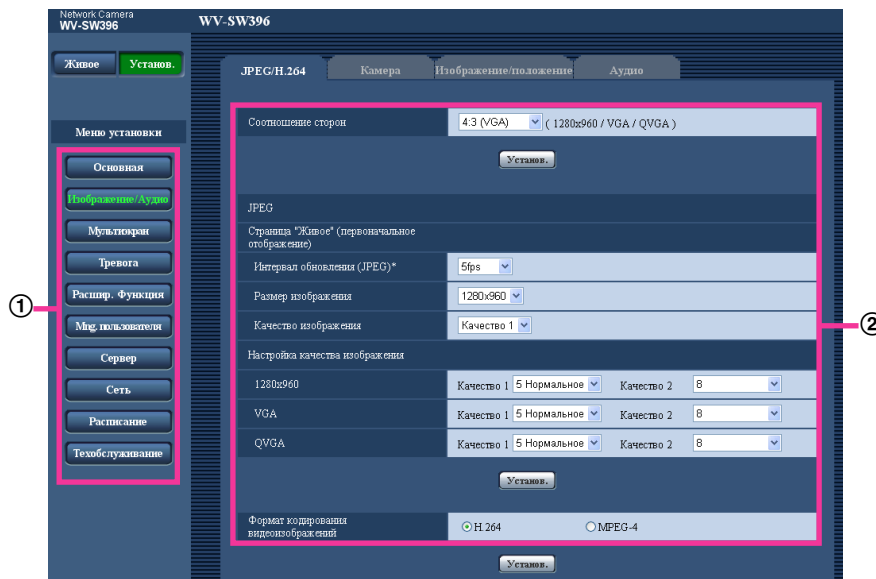 Network Camera
WV-SW396
WV-SW396
Живое
Установ.
Меню установки
Основная
Изображение/Аудио
Мультиэкран
Тревога
Расшир. Функция
Mng. пользователя
Сервер
Сеть
Расписание
Техобслуживание
①
JPEG/H.264
Камера
Изображение/положение
Аудио
Соотношение сторон
4:3 (VGA)
( 1280x960 / VGA / QVGA )
Установ.
JPEG
Страница "Живое" (первоначальное
отображение)
Интервал обновления (JPEG)*
5fps
Размер изображения
1280x960
Качество изображения
Качество 1
Настройка качества изображения
1280x960
Качество 1 5 Нормальное Качество 2 8
VGA
Качество 1 5 Нормальное Качество 2 8
QVGA
Качество 1 5 Нормальное Качество 2 8
Установ.
Формат кодирования
видеоизображений
H.264
MPEG-4
Установ.
②